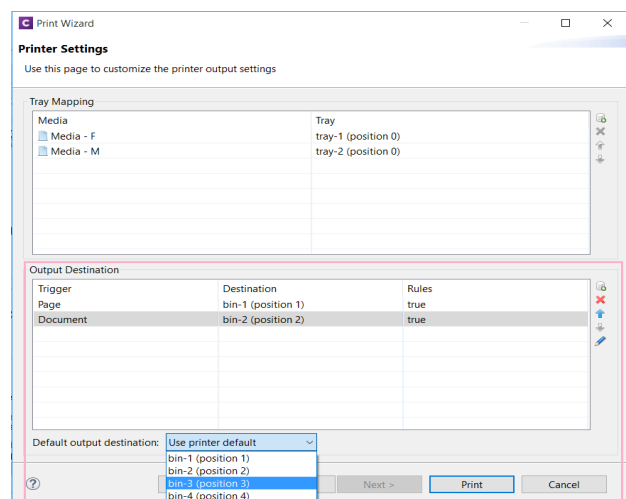 C Print Wizard
Printer Settings
Use this page to customize the printer output settings
Tray Mapping
Media Tray
Media - F tray-1 (position 0)
Media - M tray-2 (position 0)
Output Destination
Trigger Destination Rules
Page bin-1 (position 1) true
Document bin-2 (position 2) true
Default output destination: Use printer default
bin-1 (position 1)
bin-2 (position 2)
bin-3 (position 3)
bin-4 (position 4)
? Next > Print Cancel